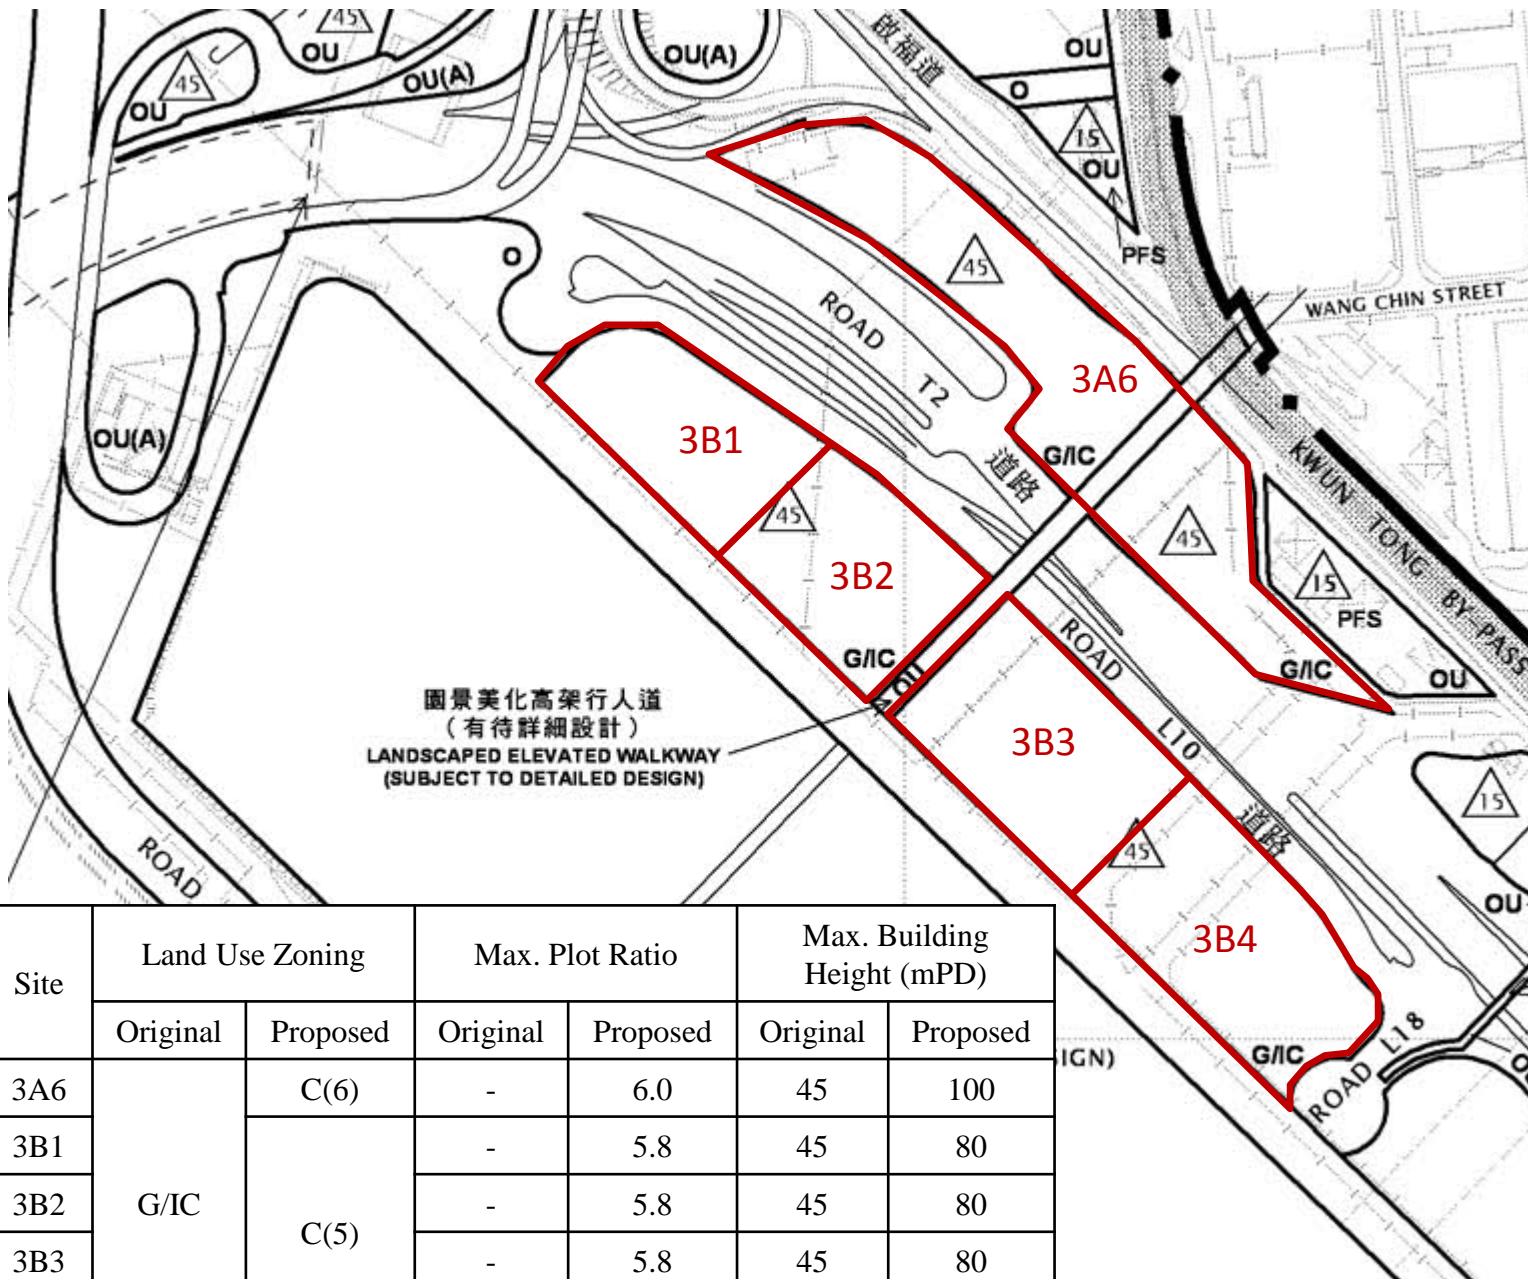 45
OU
OU(A)
OU(A)
啟福道
OU
45
OU
O
15
OU
PFS
WANG CHIN STREET
O
45
ROAD
T2
道路
3A6
3B1
OU(A)
G/IC
KWUN TONG BY-PASS
45
45
3B2
15
PFS
G/IC
OU
G/IC
OU
ROAD
L10
道路
園景美化高架行人道
(有待詳細設計)
LANDSCAPED ELEVATED WALKWAY
(SUBJECT TO DETAILED DESIGN)
3B3
15
45
ROAD
OU
3B4
IGN)
G/IC
ROAD L18
Site
Land Use Zoning
Max. Plot Ratio
Max. Building
Height (mPD)
Original Proposed Original Proposed Original Proposed
3A6 G/IC C(6) - 6.0 45 100
3B1 C(5) - 5.8 45 80
3B2 - 5.8 45 80
3B3 - 5.8 45 80